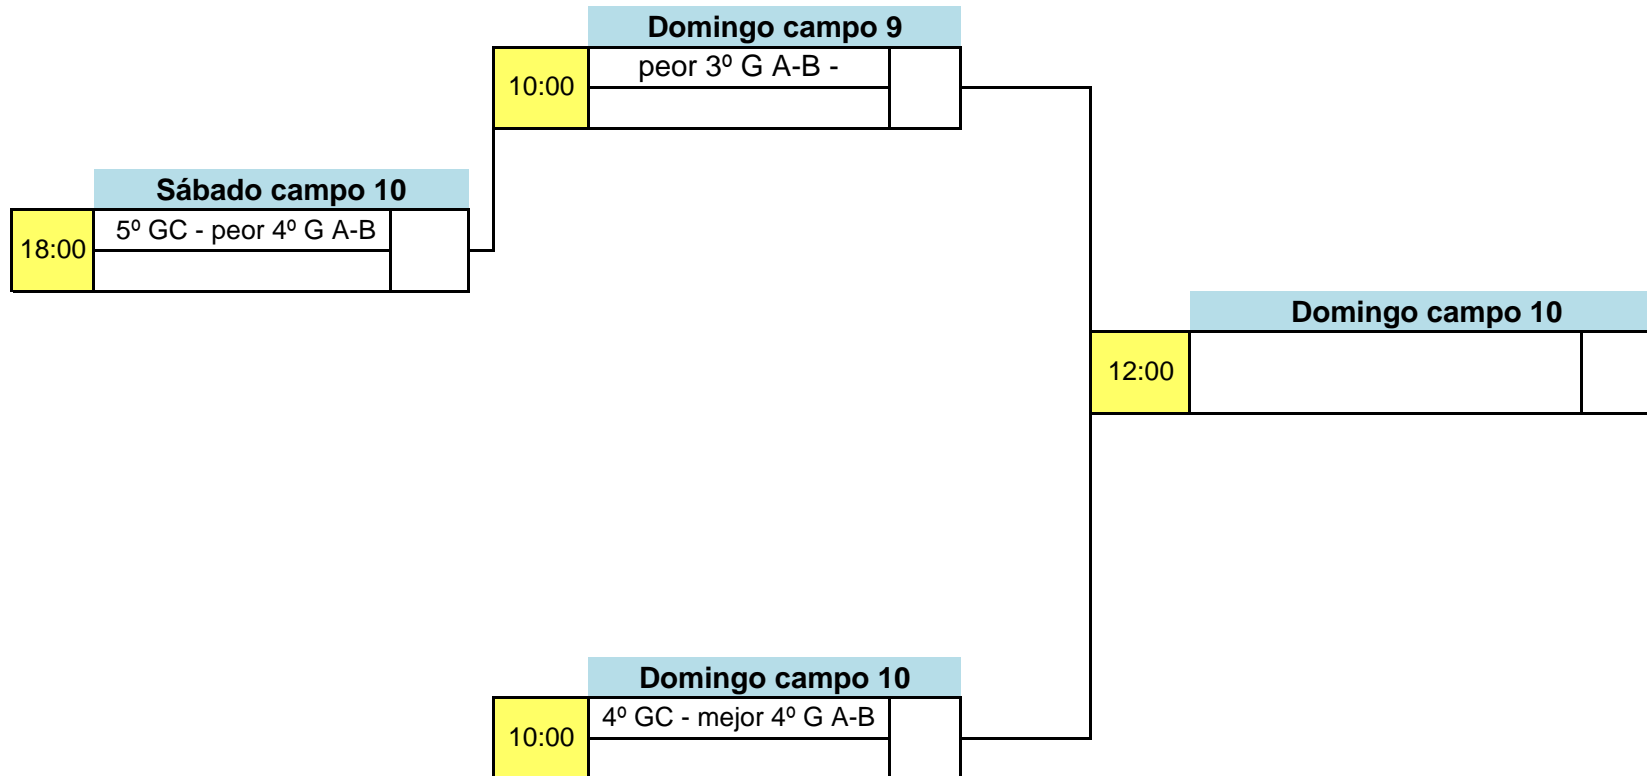 Domingo campo 9
10:00
peor 3º G A-B -
Sábado campo 10
18:00
5º GC - peor 4º G A-B
Domingo campo 10
12:00
Domingo campo 10
10:00
4º GC - mejor 4º G A-B